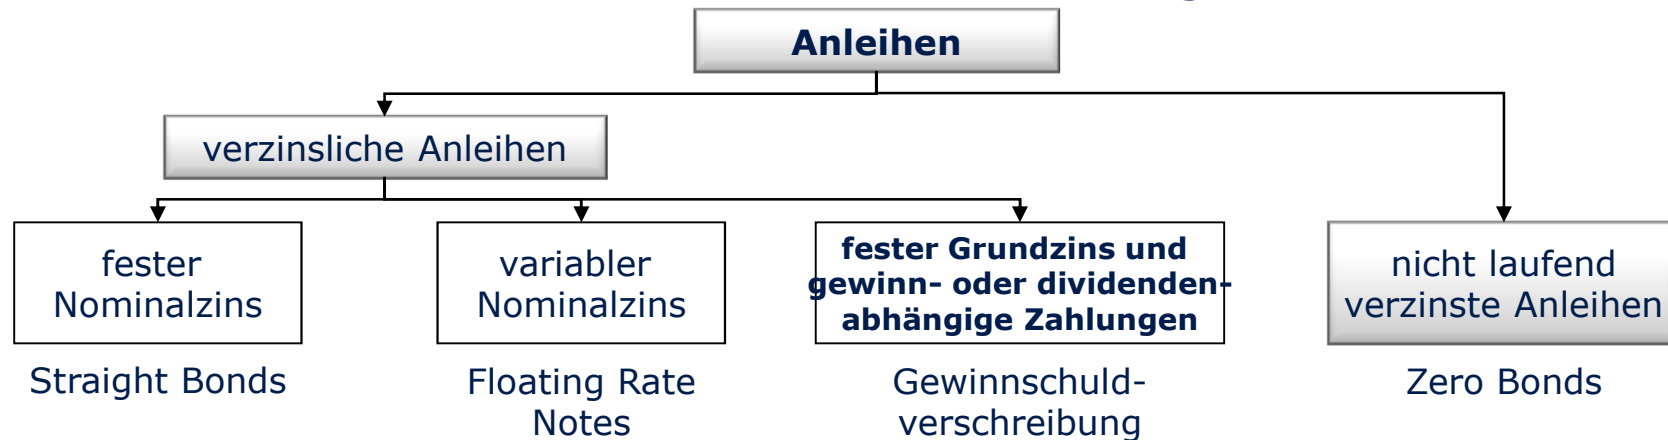 Anleihen
verzinsliche Anleihen
fester
Nominalzins
variabler
Nominalzins
fester Grundzins und
gewinn- oder dividenden-
abhängige Zahlungen
nicht laufend
verzinste Anleihen
Straight Bonds
Floating Rate
Notes
Gewinnschuld-
verschreibung
Zero Bonds